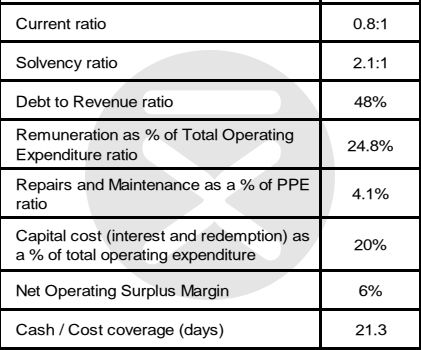 Current ratio 0.8:1
Solvency ratio 2.1:1
Debt to Revenue ratio 48%
Remuneration as % of Total Operating
Expenditure ratio 24.8%
Repairs and Maintenance as a % of PPE
ratio 4.1%
Capital cost (interest and redemption) as
a % of total operating expenditure 20%
Net Operating Surplus Margin 6%
Cash / Cost coverage (days) 21.3